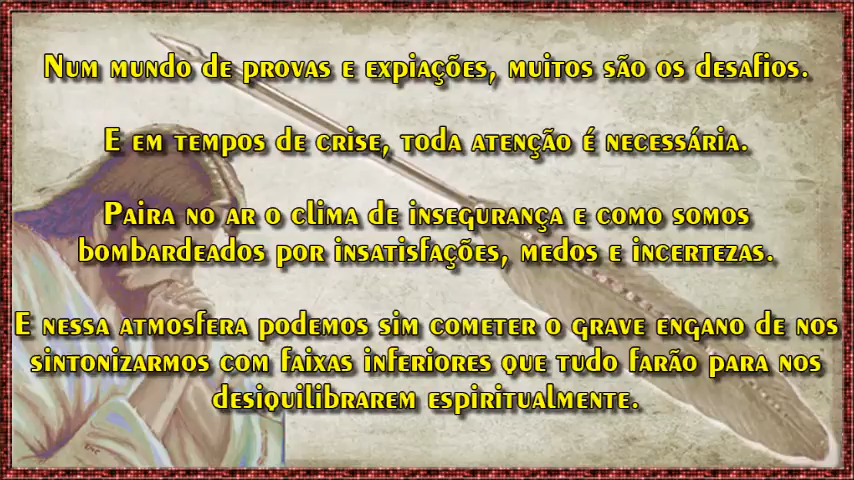 Num mundo de provas e expiações, muitos são os desafios.
E em tempos de crise, toda atenção é necessária.
Paira no ar o clima de insegurança e como somos
bombardeados por insatisfações, medos e incertezas.
E nessa atmosfera podemos sim cometer o grave engano de nos
sintonizarmos com faixas inferiores que tudo farão para nos
desiquilibrarem espiritualmente.